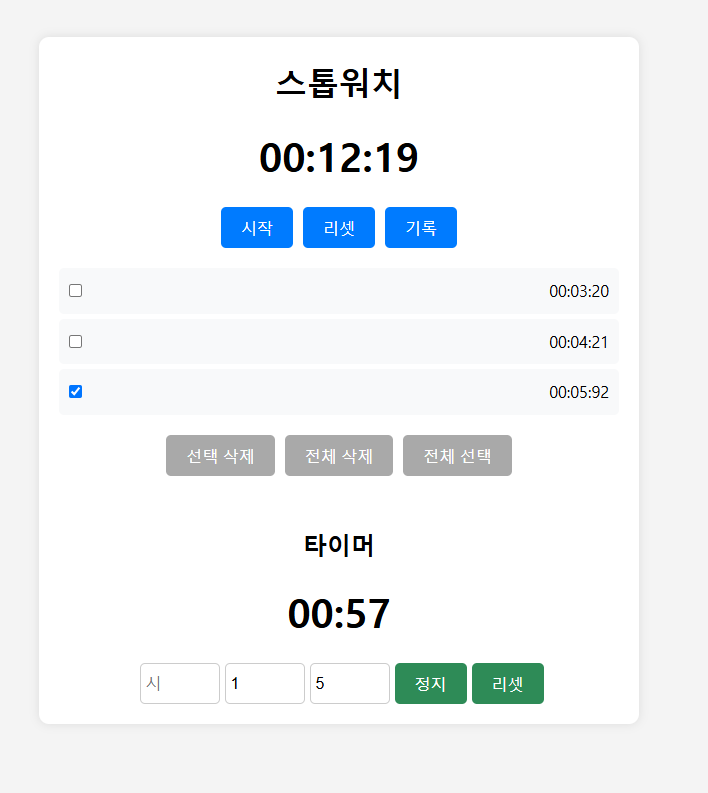 스톱워치
00:12:19
시작 리셋 기록
00:03:20
00:04:21
00:05:92
선택 삭제 전체 삭제 전체 선택
타이머
00:57
시 1 5 정지 리셋